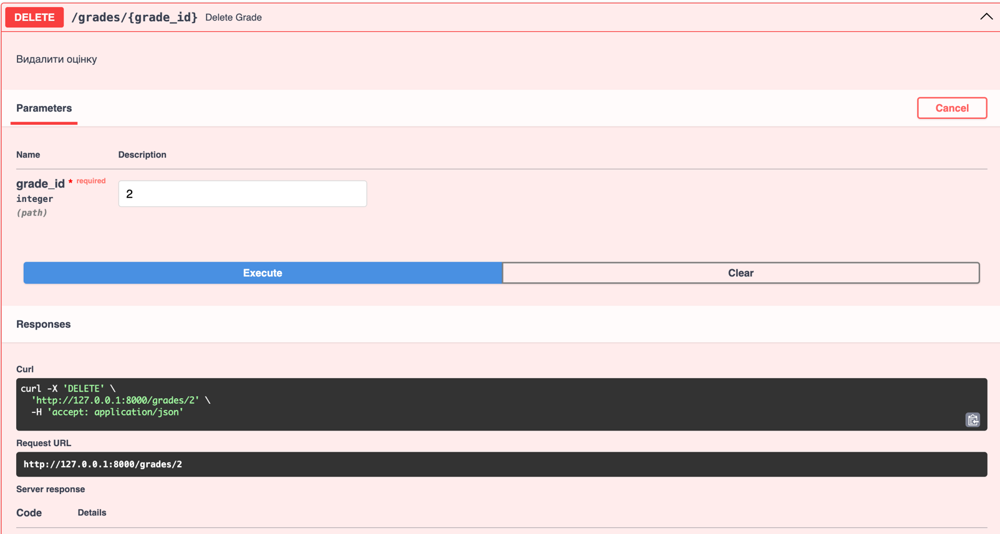 DELETE /grades/{grade_id} Delete Grade
Видалити оцінку
Parameters Cancel
Name Description
grade_id * required
integer
(path)
2
Execute Clear
Responses
Curl
curl -X 'DELETE' \
'http://127.0.0.1:8000/grades/2' \
-H 'accept: application/json'
Request URL
http://127.0.0.1:8000/grades/2
Server response
Code Details